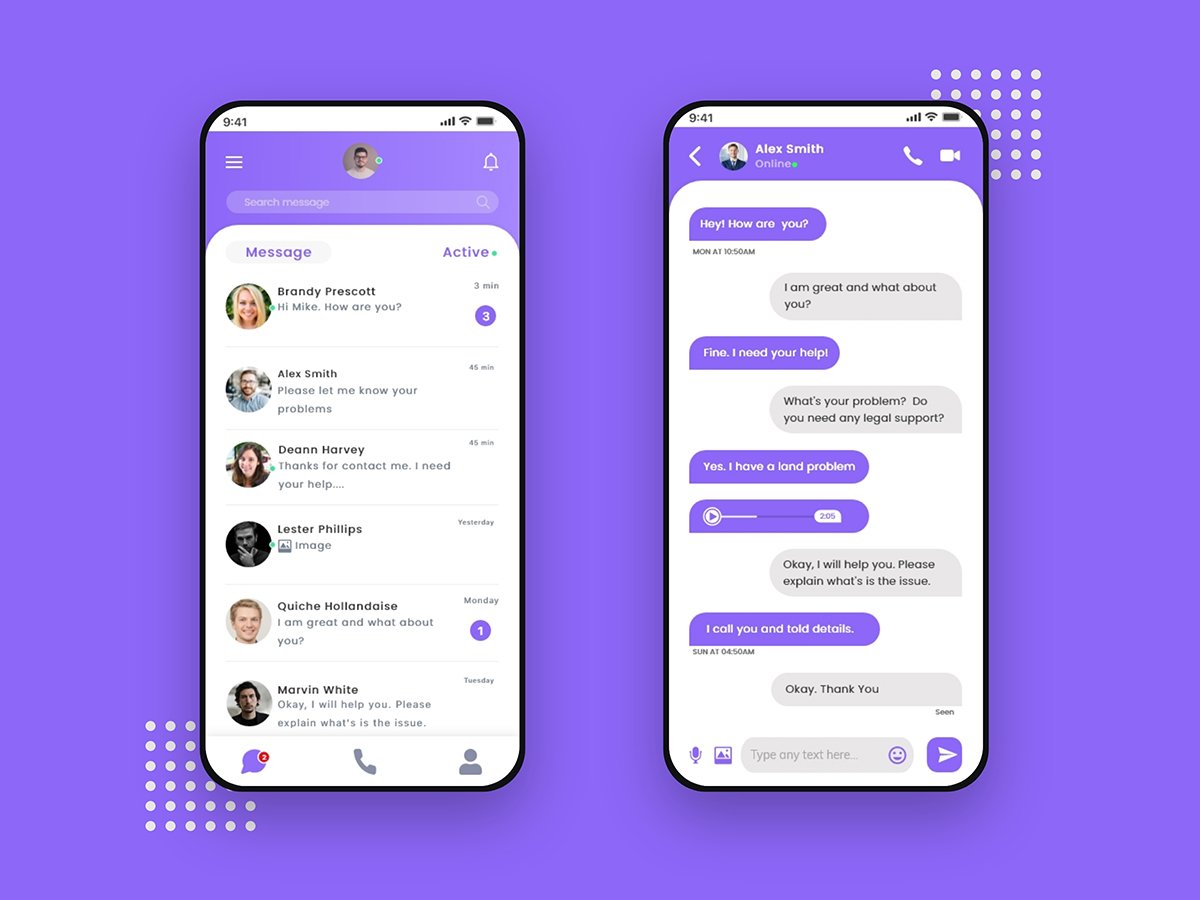 9:41
Search message
Message
Active
Brandy Prescott
3 min
Hi Mike. How are you?
3
Alex Smith
45 min
Please let me know your
problems
Deann Harvey
45 min
Thanks for contact me. I need
your help....
Lester Phillips
Yesterday
Image
Quiche Hollandaise
Monday
I am great and what about
you?
1
Marvin White
Tuesday
Okay, I will help you. Please
explain what's is the issue.
2
9:41
Alex Smith
Online
Hey! How are you?
MON AT 10:50AM
I am great and what about
you?
Fine. I need your help!
What's your problem? Do
you need any legal support?
Yes. I have a land problem
2:05
Okay, I will help you. Please
explain what's is the issue.
I call you and told details.
SUN AT 04:50AM
Okay. Thank You
Seen
Type any text here...